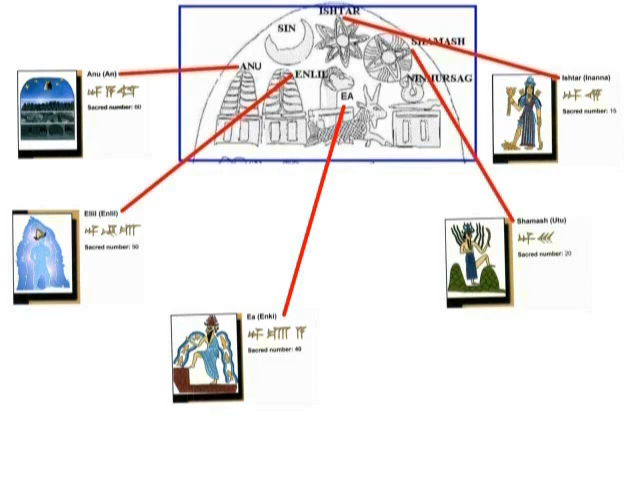 ISHTAR
SIN
SHAMASH
ANU
ENLIL
NINHURSAG
EA
Anu (An)
Sacred number: 60
Ishtar (Inanna)
Sacred number: 15
Ellil (Enlil)
Sacred number: 50
Shamash (Utu)
Sacred number: 20
Ea (Enki)
Sacred number: 40